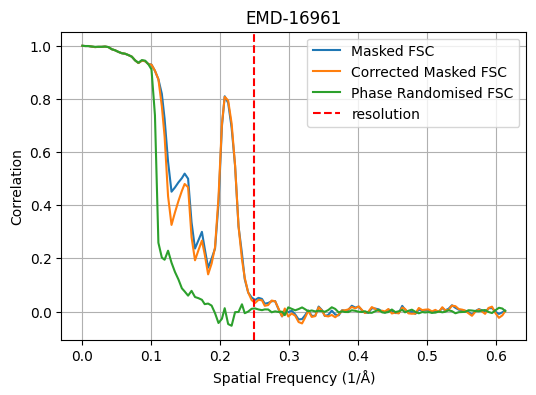 EMD-16961
1.0
0.8
0.6
0.4
0.2
0.0
Correlation
Masked FSC
Corrected Masked FSC
Phase Randomised FSC
resolution
0.0 0.1 0.2 0.3 0.4 0.5 0.6
Spatial Frequency (1/Å)